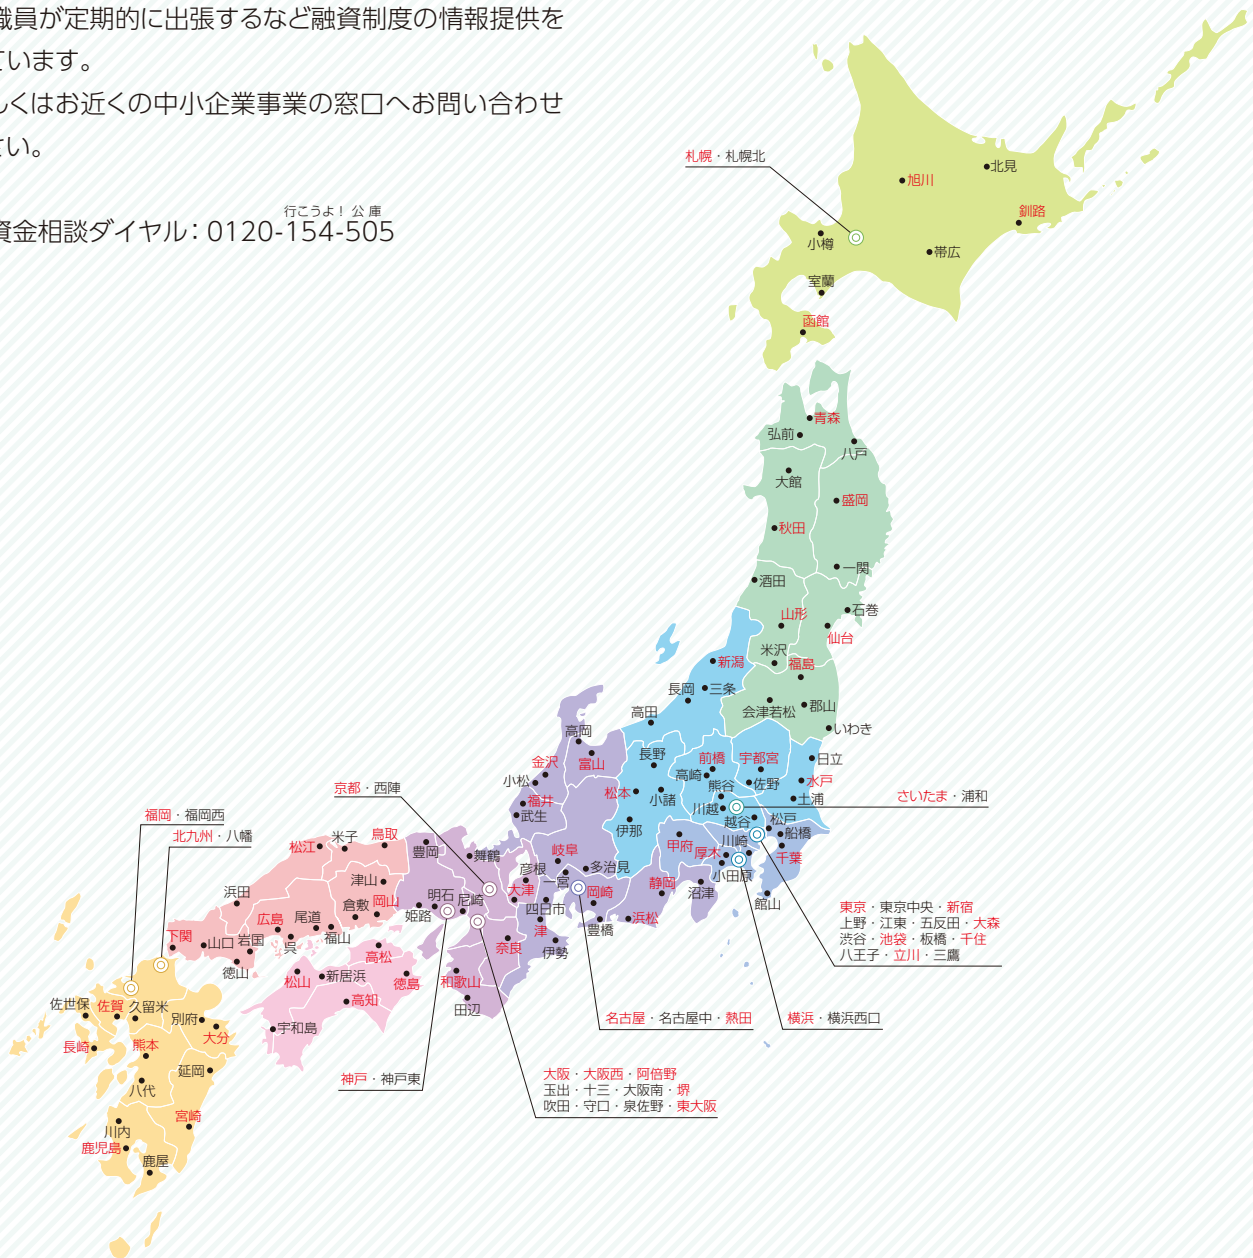 職員が定期的に出張するなど融資制度の情報提供を
ています。
しくはお近くの中小企業事業の窓口へお問い合わせ
さい。
行こうよ！公庫
資金相談ダイヤル：0120-154-505
札幌・札幌北
北見
旭川
釧路
小樽
帯広
室蘭
函館
青森
弘前
八戸
大館
盛岡
秋田
一関
酒田
石巻
山形
仙台
米沢
福島
新潟
三条
長岡
会津若松
郡山
高田
いわき
高岡
長野
前橋
宇都宮
日立
金沢
富山
高崎
小松
熊谷
佐野
水戸
京都・西陣
松本
小諸
土浦
さいたま・浦和
福井
武生
川越
越谷
松戸
福岡・福岡西
伊那
船橋
北九州・八幡
米子
鳥取
松江
豊岡
舞鶴
岐阜
甲府
川崎
厚木
千葉
彦根
多治見
小田原
一宮
津山
大津
岡崎
静岡
沼津
館山
浜田
明石
尼崎
倉敷
岡山
姫路
四日市
広島
尾道
豊橋
浜松
東京・東京中央・新宿
上野・江東・五反田・大森
渋谷・池袋・板橋・千住
八王子・立川・三鷹
下関
山口
岩国
呉
福山
津
奈良
伊勢
徳山
高松
松山
新居浜
徳島
和歌山
佐世保
佐賀
久留米
高知
田辺
別府
名古屋・名古屋中・熱田
横浜・横浜西口
宇和島
大分
長崎
熊本
延岡
神戸・神戸東
大阪・大阪西・阿倍野
玉出・十三・大阪南・堺
吹田・守口・泉佐野・東大阪
八代
宮崎
川内
鹿児島
鹿屋